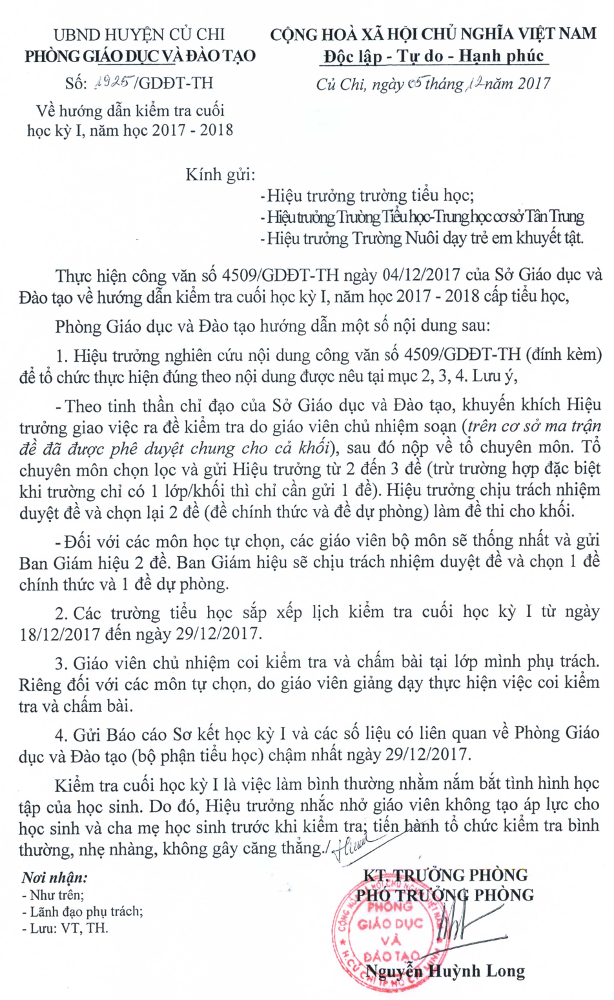 UBND HUYỆN CỦ CHI
PHÒNG GIÁO DỤC VÀ ĐÀO TẠO
Số: 1925/GDĐT-TH
Về hướng dẫn kiểm tra cuối
học kỳ I, năm học 2017 - 2018
CỘNG HOÀ XÃ HỘI CHỦ NGHĨA VIỆT NAM
Độc lập - Tự do - Hạnh phúc
Củ Chi, ngày 05 tháng 12 năm 2017
Kính gửi:
- Hiệu trưởng trường tiểu học;
- Hiệu trưởng Trường Tiểu học-Trung học cơ sở Tân Trung
- Hiệu trưởng Trường Nuôi dạy trẻ em khuyết tật.
Thực hiện công văn số 4509/GDĐT-TH ngày 04/12/2017 của Sở Giáo dục và
Đào tạo về hướng dẫn kiểm tra cuối học kỳ I, năm học 2017 - 2018 cấp tiểu học,
Phòng Giáo dục và Đào tạo hướng dẫn một số nội dung sau:
1. Hiệu trưởng nghiên cứu nội dung công văn số 4509/GDĐT-TH (đính kèm)
để tổ chức thực hiện đúng theo nội dung được nêu tại mục 2, 3, 4. Lưu ý,
- Theo tinh thần chỉ đạo của Sở Giáo dục và Đào tạo, khuyến khích Hiệu
trưởng giao việc ra đề kiểm tra do giáo viên chủ nhiệm soạn (trên cơ sở ma trận
đề đã được phê duyệt chung cho cả khối), sau đó nộp về tổ chuyên môn. Tổ
chuyên môn chọn lọc và gửi Hiệu trưởng từ 2 đến 3 đề (trừ trường hợp đặc biệt
khi trường chỉ có 1 lớp/khối thì chỉ cần gửi 1 đề). Hiệu trưởng chịu trách nhiệm
duyệt đề và chọn lại 2 đề (đề chính thức và đề dự phòng) làm đề thi cho khối.
- Đối với các môn học tự chọn, các giáo viên bộ môn sẽ thống nhất và gửi
Ban Giám hiệu 2 đề. Ban Giám hiệu sẽ chịu trách nhiệm duyệt đề và chọn 1 đề
chính thức và 1 đề dự phòng.
2. Các trường tiểu học sắp xếp lịch kiểm tra cuối học kỳ I từ ngày
18/12/2017 đến ngày 29/12/2017.
3. Giáo viên chủ nhiệm coi kiểm tra và chấm bài tại lớp mình phụ trách.
Riêng đối với các môn tự chọn, do giáo viên giảng dạy thực hiện việc coi kiểm
tra và chấm bài.
4. Gửi Báo cáo Sơ kết học kỳ I và các số liệu có liên quan về Phòng Giáo
dục và Đào tạo (bộ phận tiểu học) chậm nhất ngày 29/12/2017.
Kiểm tra cuối học kỳ I là việc làm bình thường nhằm nắm bắt tình hình học
tập của học sinh. Do đó, Hiệu trưởng nhắc nhở giáo viên không tạo áp lực cho
học sinh và cha mẹ học sinh trước khi kiểm tra; tiến hành tổ chức kiểm tra bình
thường, nhẹ nhàng, không gây căng thẳng./
Nơi nhận:
- Như trên;
- Lãnh đạo phụ trách;
- Lưu: VT, TH.
KT. TRƯỞNG PHÒNG
PHÓ TRƯỞNG PHÒNG
CỘNG HOÀ XÃ HỘI CHỦ NGHĨA VIỆT NAM
PHÒNG
GIÁO DỤC
VÀ
ĐÀO TẠO
H.CỦ CHI T.P HỒ CHÍ MINH
Nguyễn Huỳnh Long